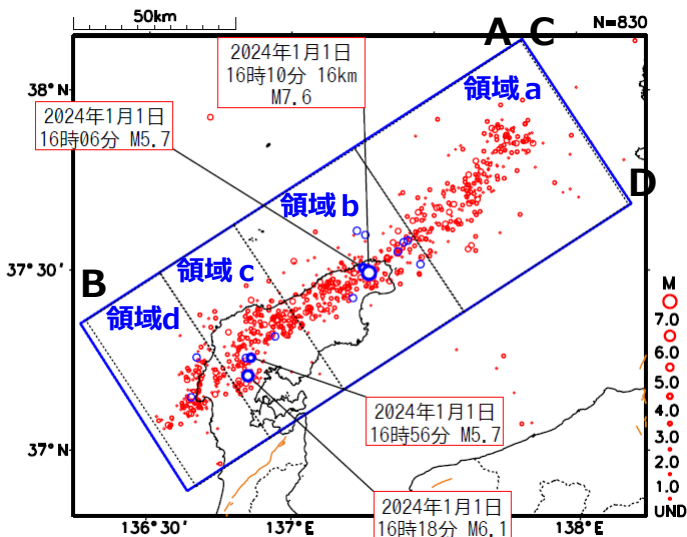 50km
N=830
A C
2024年1月1日
16時10分 16km
M7.6
領域a
38°N
2024年1月1日
16時06分 M5.7
領域b
D
37°30'
領域c
B
領域d
M
7.0
6.0
5.0
4.0
3.0
2.0
1.0
UND
2024年1月1日
16時56分 M5.7
37°N
2024年1月1日
16時18分 M6.1
136°30'
137°E
138°E